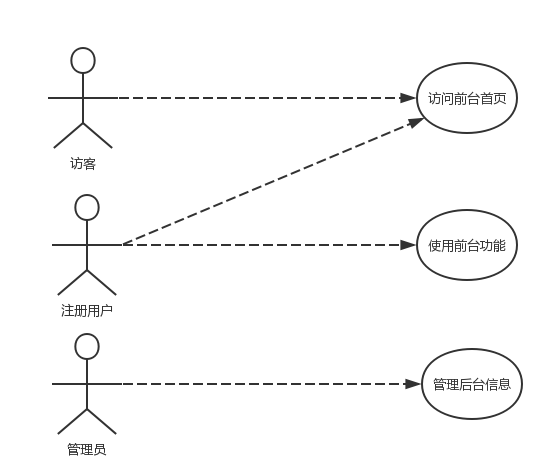 访问前台首页
访客
使用前台功能
注册用户
管理后台信息
管理员